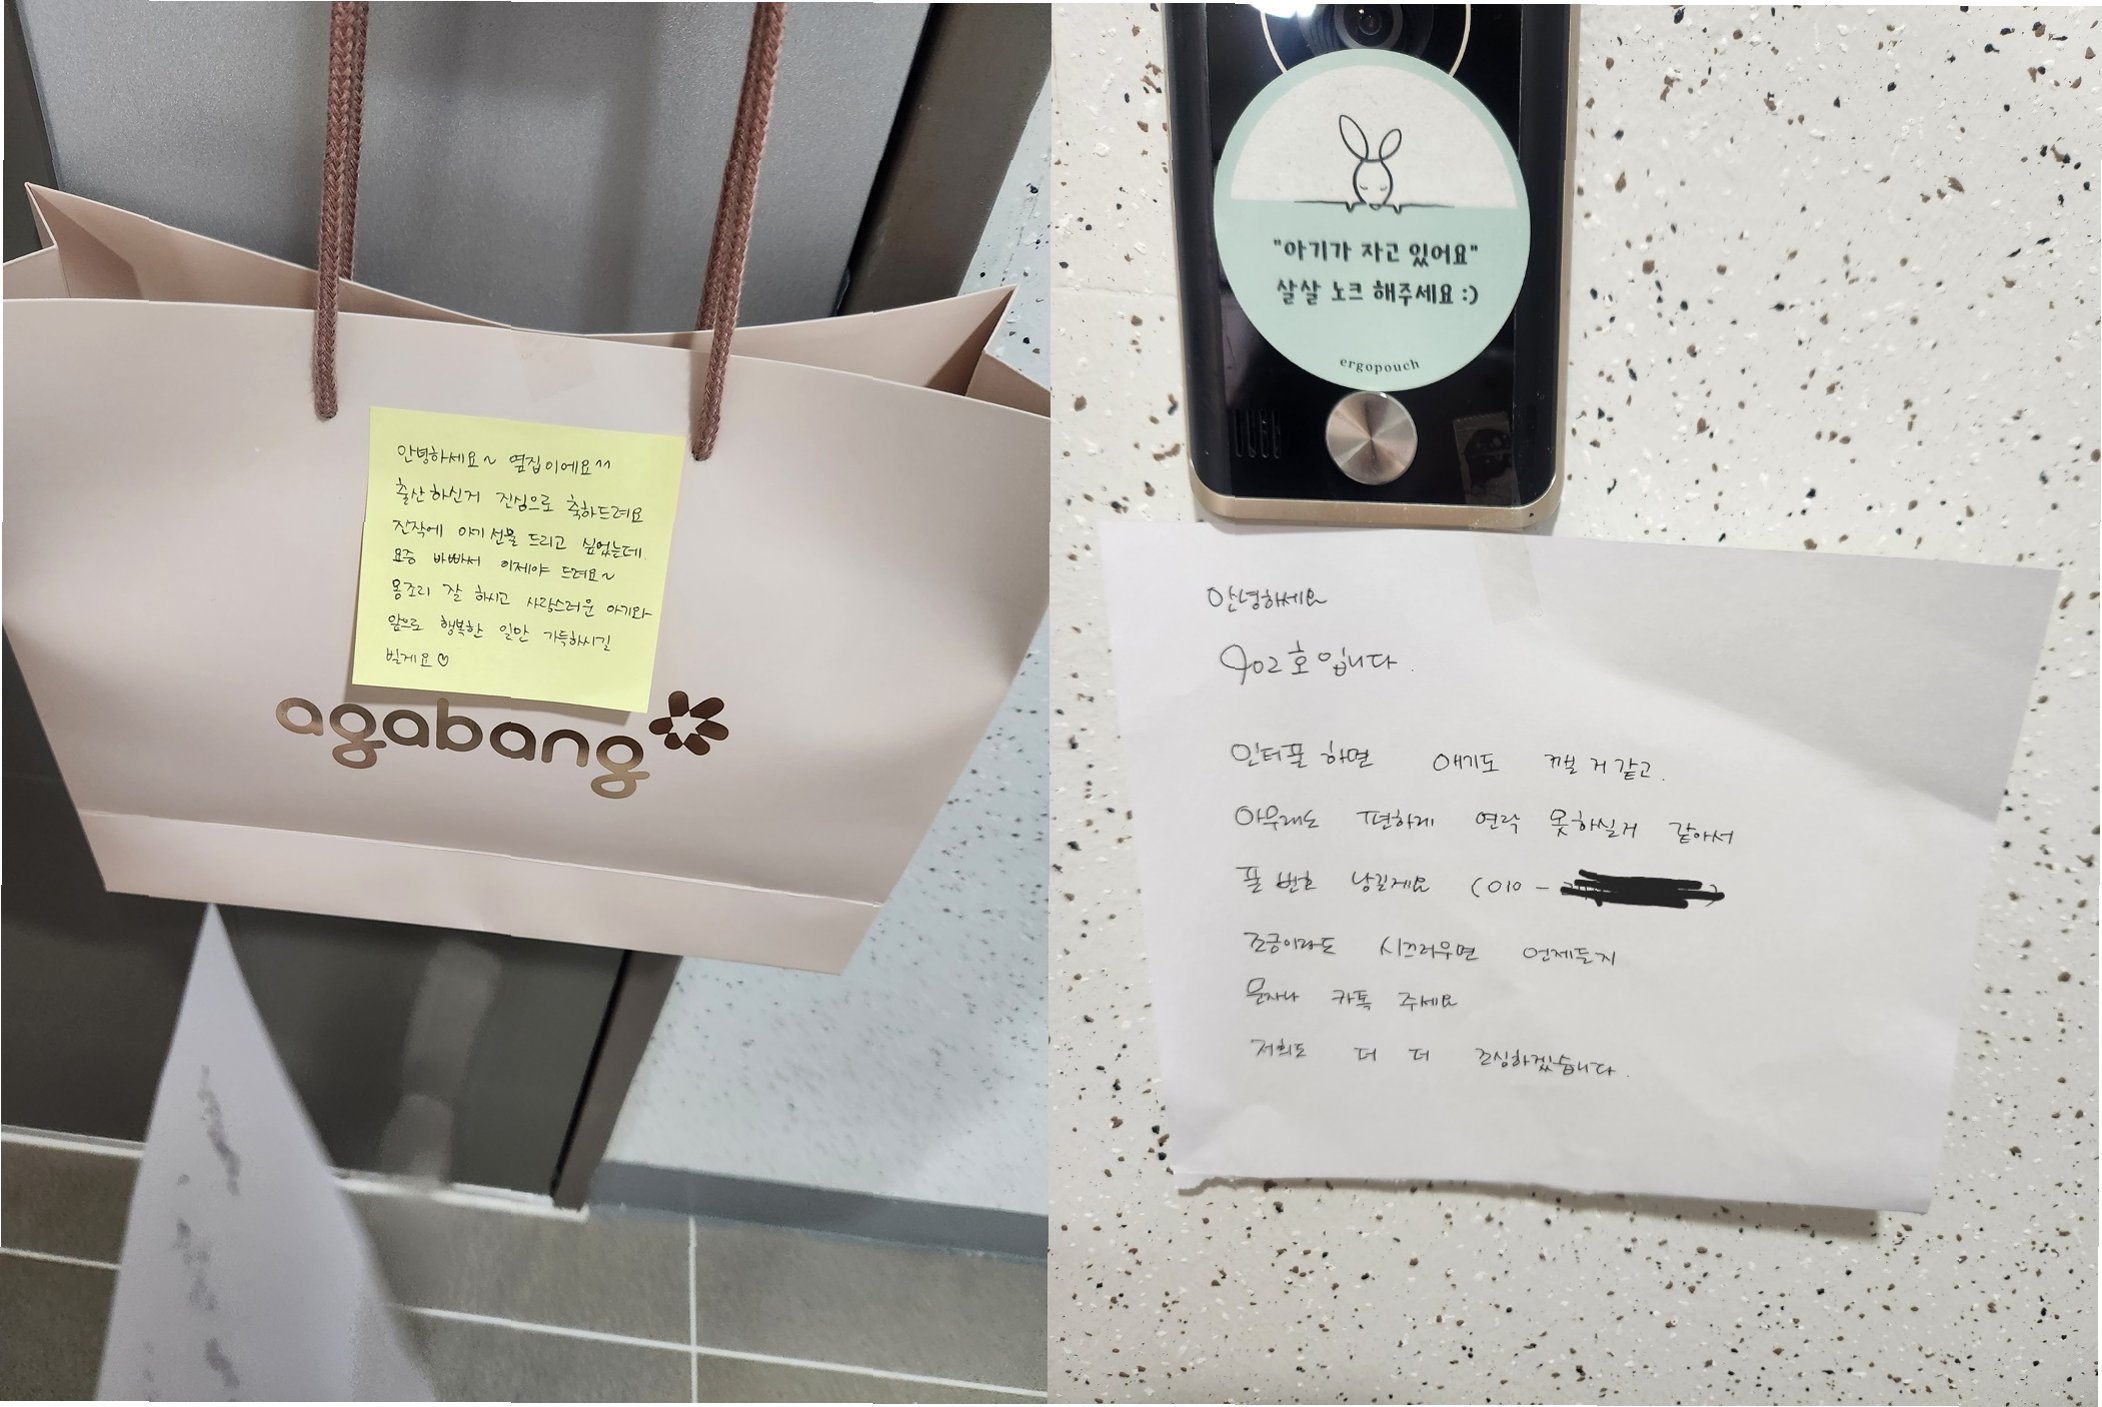 안녕하세요~ 옆집이에요^^
출산하신거 진심으로 축하드려요
진작에 아기선물 드리고 싶었는데
요즘 바빠서 이제야 드려요~
몸조리 잘 하시고 사랑스러운 아기와
앞으로 행복한 일만 가득하시길
빌게요♡
agabang
"아기가 자고 있어요"
살살 노크 해주세요 :)
ergopouch
안녕하세요
902호입니다.
인터폰 하면 애기도 깨블 거 같고.
아무래도 편하게 연락 못하실거 같아서
폰 번호 남길게요 (010 - )
조금이라도 시끄러우면 언제든지
문자나 카톡 주세요
저희도 더 더 조심하겠습니다.